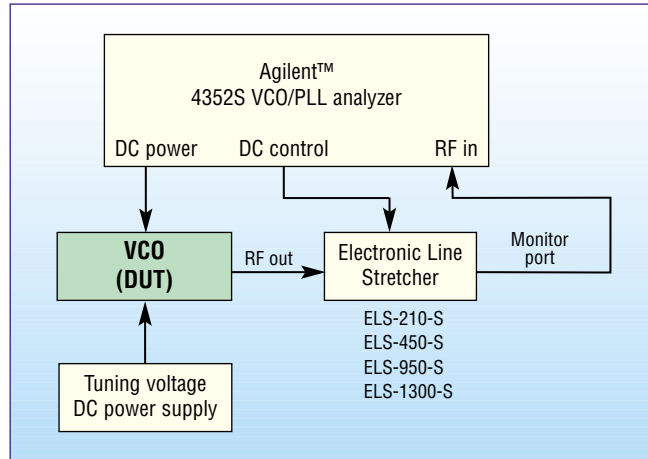 Agilent™
4352S VCO/PLL analyzer
DC power DC control RF in
VCO
(DUT)
RF out
Electronic Line
Stretcher
Monitor
port
ELS-210-S
ELS-450-S
ELS-950-S
ELS-1300-S
Tuning voltage
DC power supply